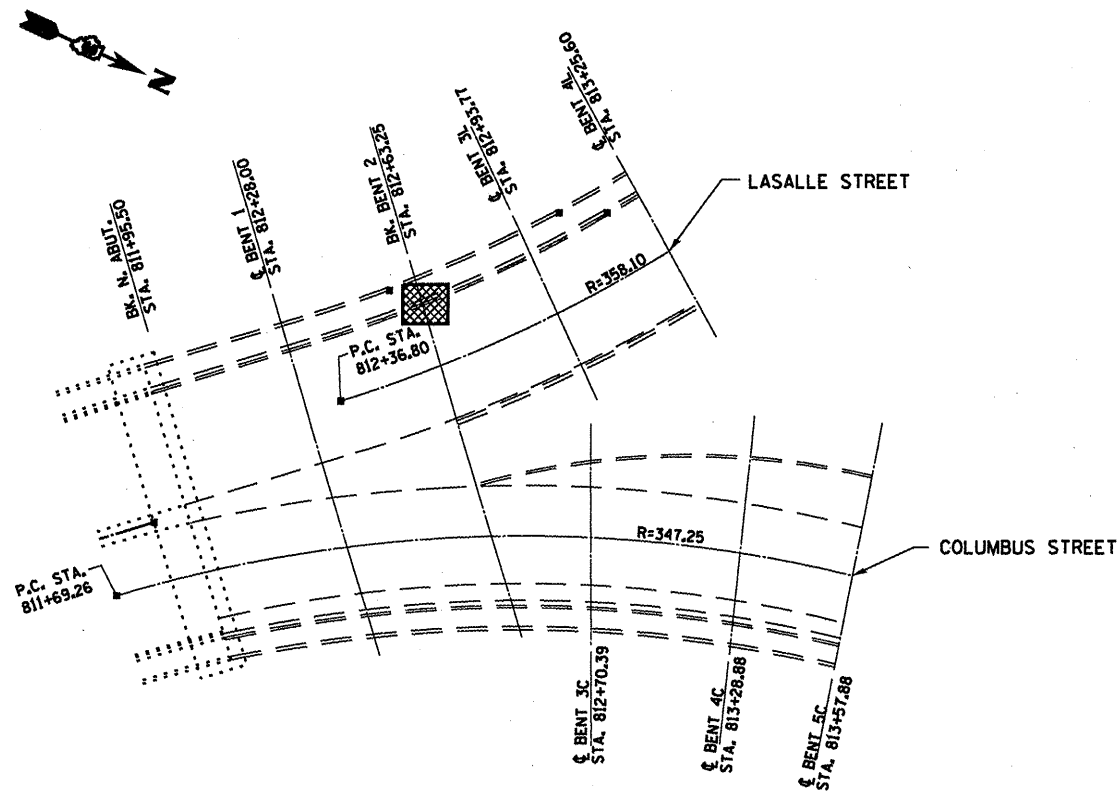 N
BK. N. ABUT.
STA. 811+95.50
℄ BENT 1
STA. 812+28.00
BK. BENT 2
STA. 812+63.25
℄ BENT 3L
STA. 812+93.77
℄ BENT 4L
STA. 813+25.60
LASALLE STREET
R=358.10
P.C. STA.
812+36.80
R=347.25
COLUMBUS STREET
P.C. STA.
811+69.26
℄ BENT 3C
STA. 812+70.39
℄ BENT 4C
STA. 813+28.88
℄ BENT 5C
STA. 813+57.88